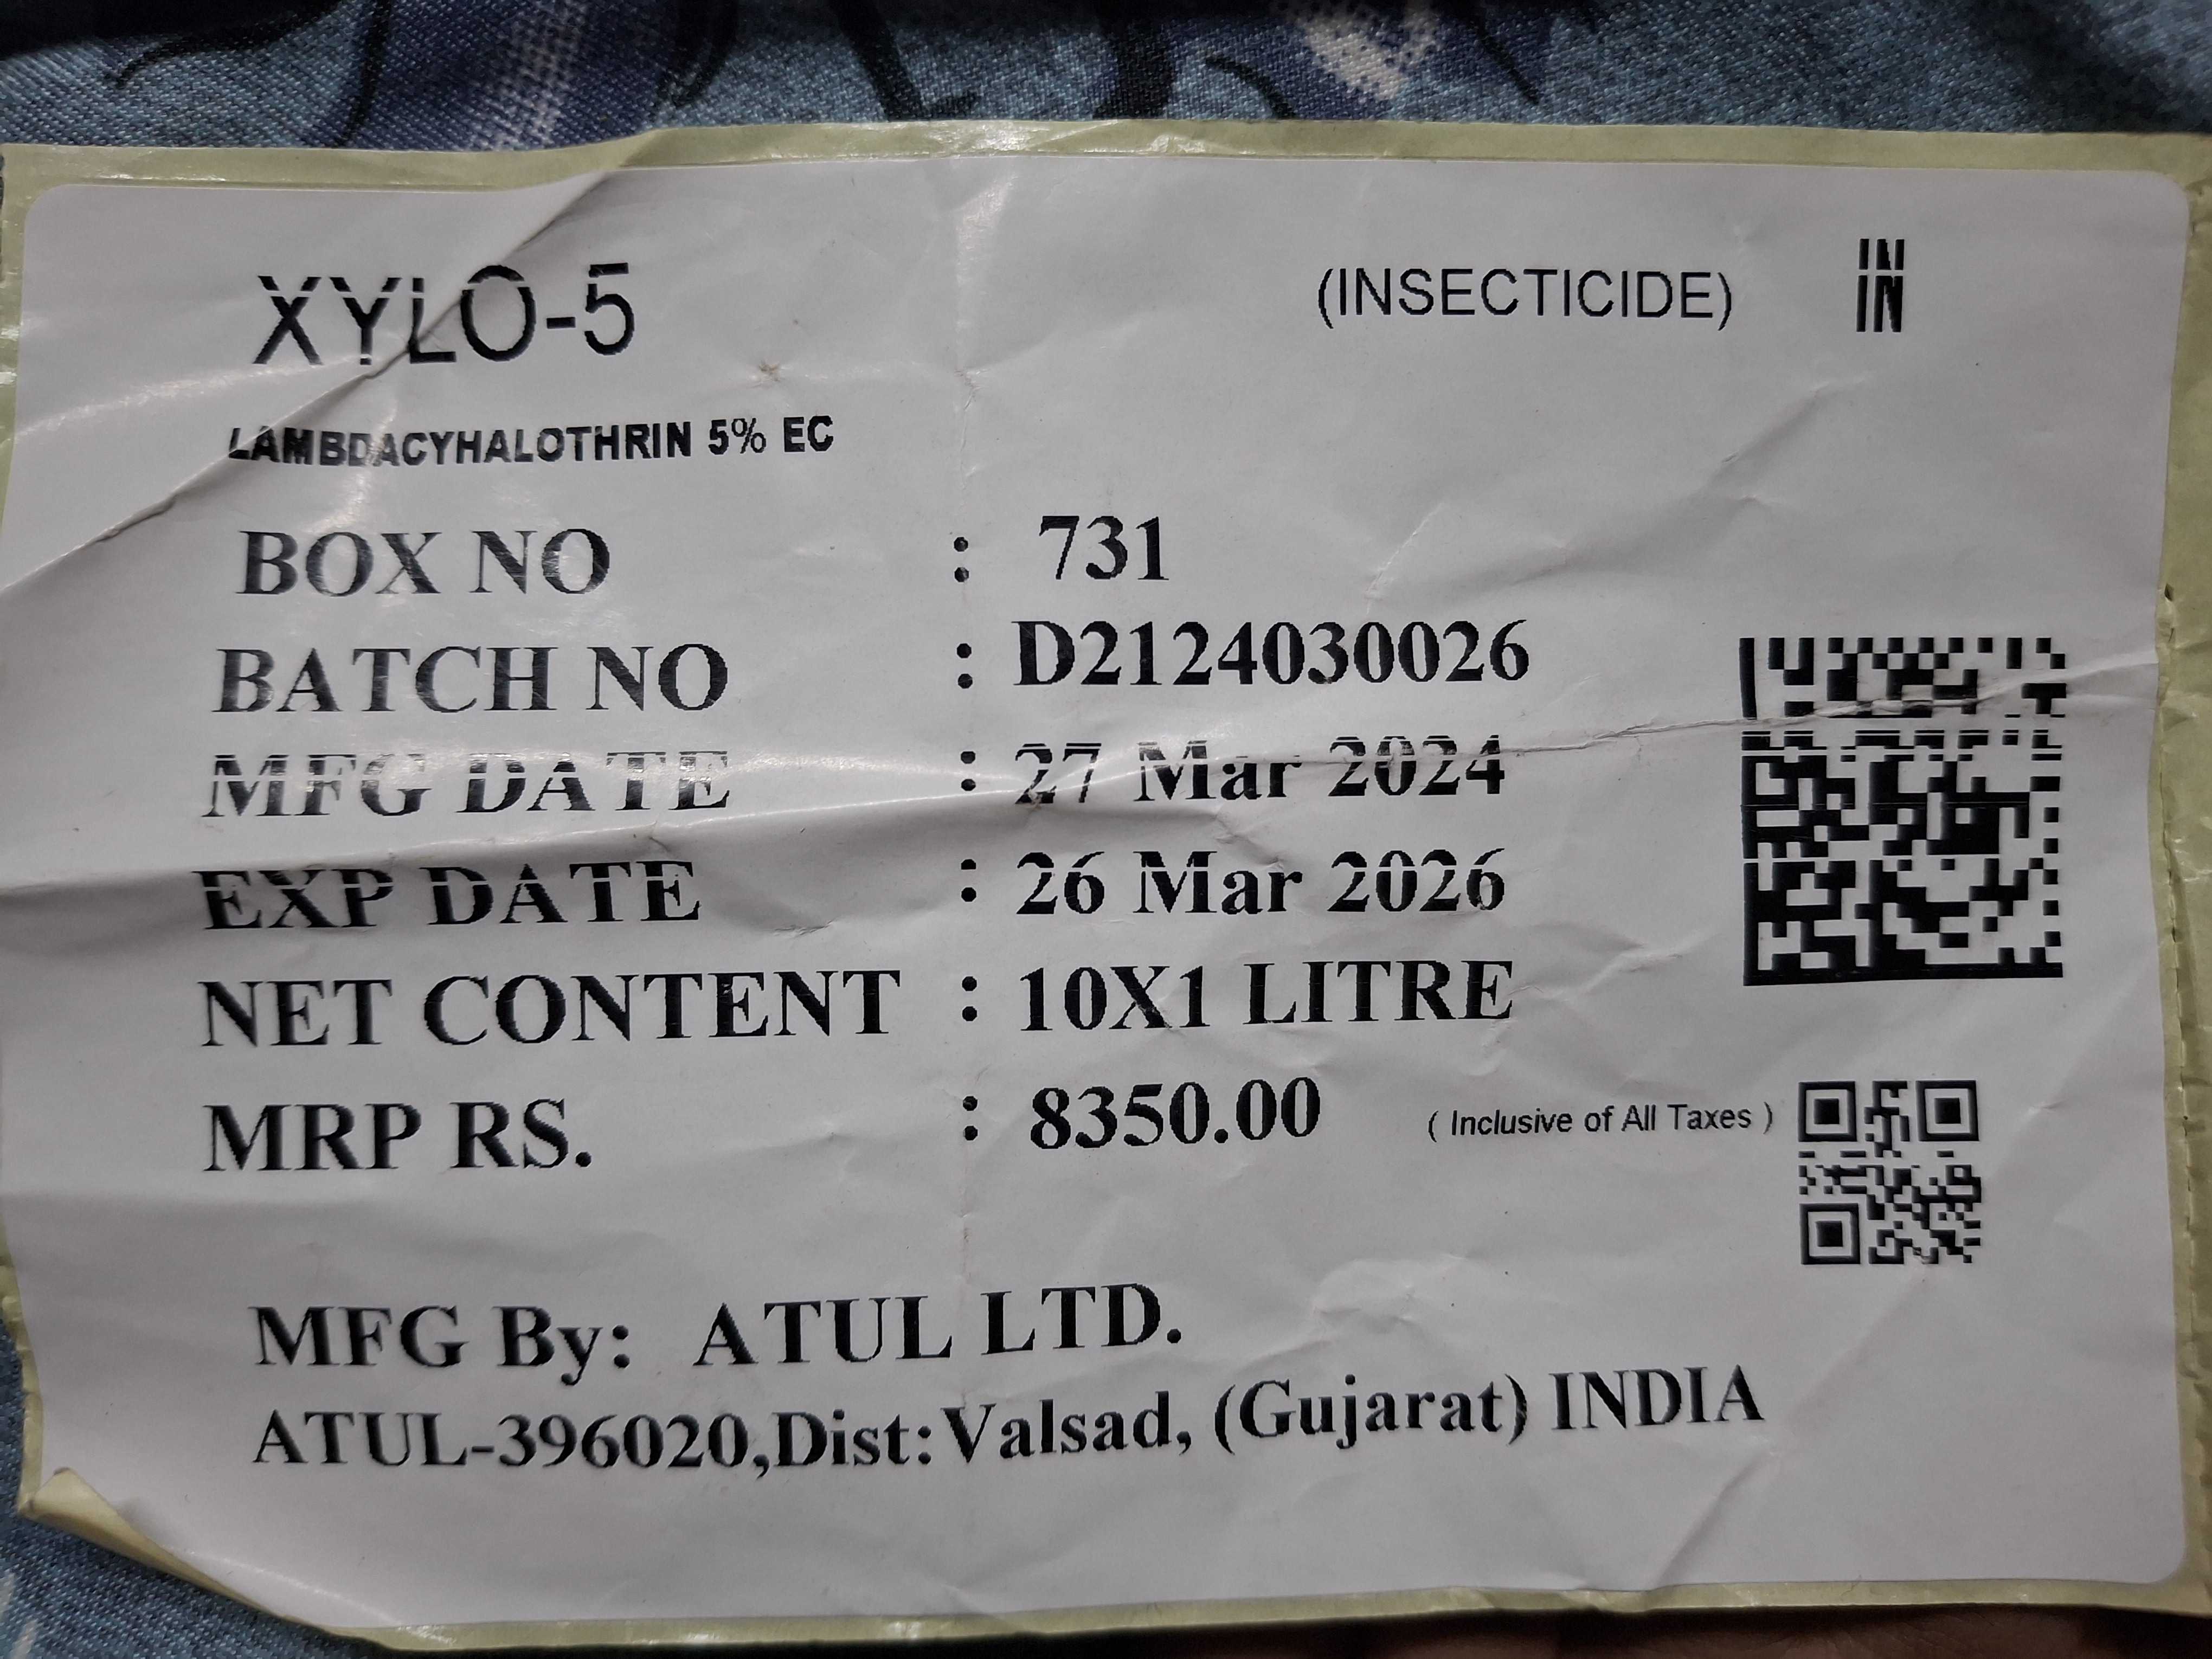 XYLO-5 (INSECTICIDE) IN
LAMBDACYHALOTHRIN 5% EC
BOX NO : 731
BATCH NO : D2124030026
MFG DATE : 27 Mar 2024
EXP DATE : 26 Mar 2026
NET CONTENT : 10X1 LITRE
MRP RS. : 8350.00 ( Inclusive of All Taxes )
MFG By: ATUL LTD.
ATUL-396020,Dist:Valsad, (Gujarat) INDIA